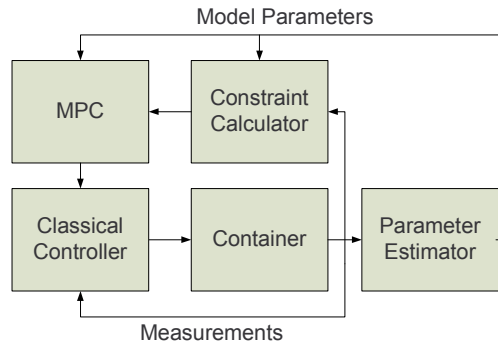 Model Parameters
MPC
Constraint
Calculator
Classical
Controller
Container
Parameter
Estimator
Measurements